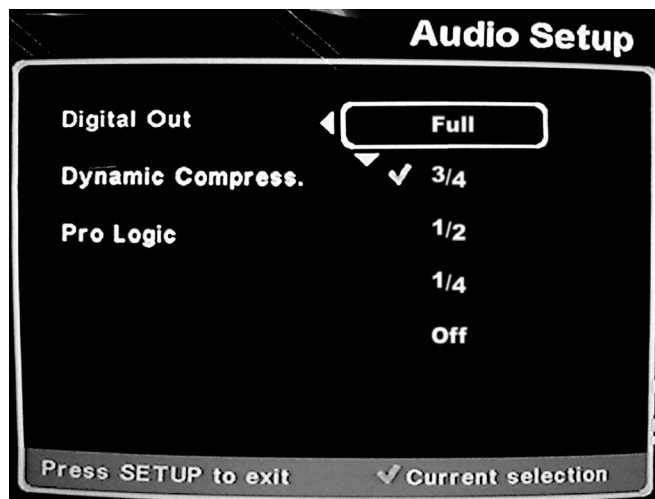 Audio Setup
Digital Out
Full
Dynamic Compress.
3/4
Pro Logic
1/2
1/4
Off
Press SETUP to exit
Current selection